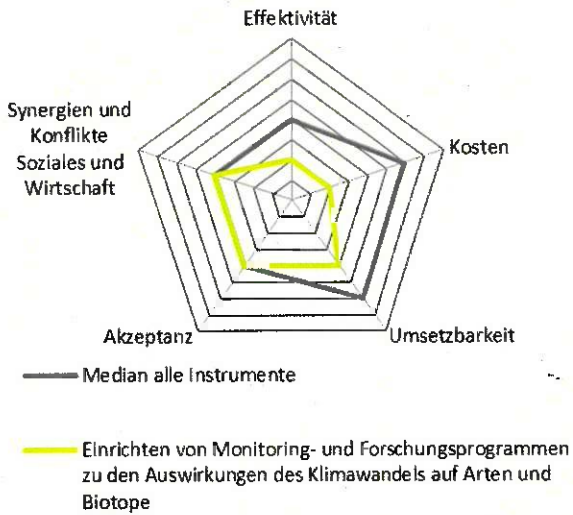 Effektivität
Synergien und
Konflikte
Soziales und
Wirtschaft
Kosten
Akzeptanz
Umsetzbarkeit
Median alle Instrumente
Einrichten von Monitoring- und Forschungsprogrammen
zu den Auswirkungen des Klimawandels auf Arten und
Biotope